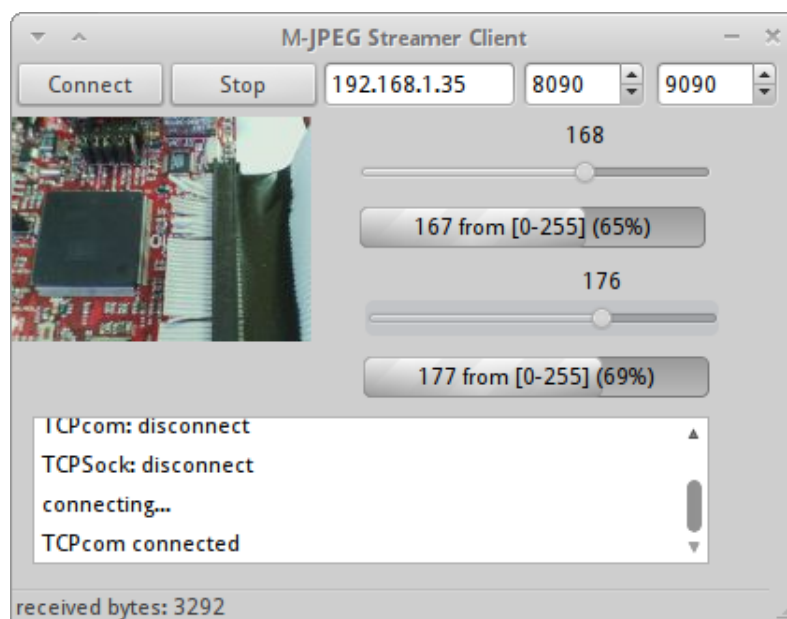 M-JPEG Streamer Client
Connect Stop 192.168.1.35 8090 9090
168
167 from [0-255] (65%)
176
177 from [0-255] (69%)
TCPcom: disconnect
TCPSock: disconnect
connecting...
TCPcom connected
received bytes: 3292